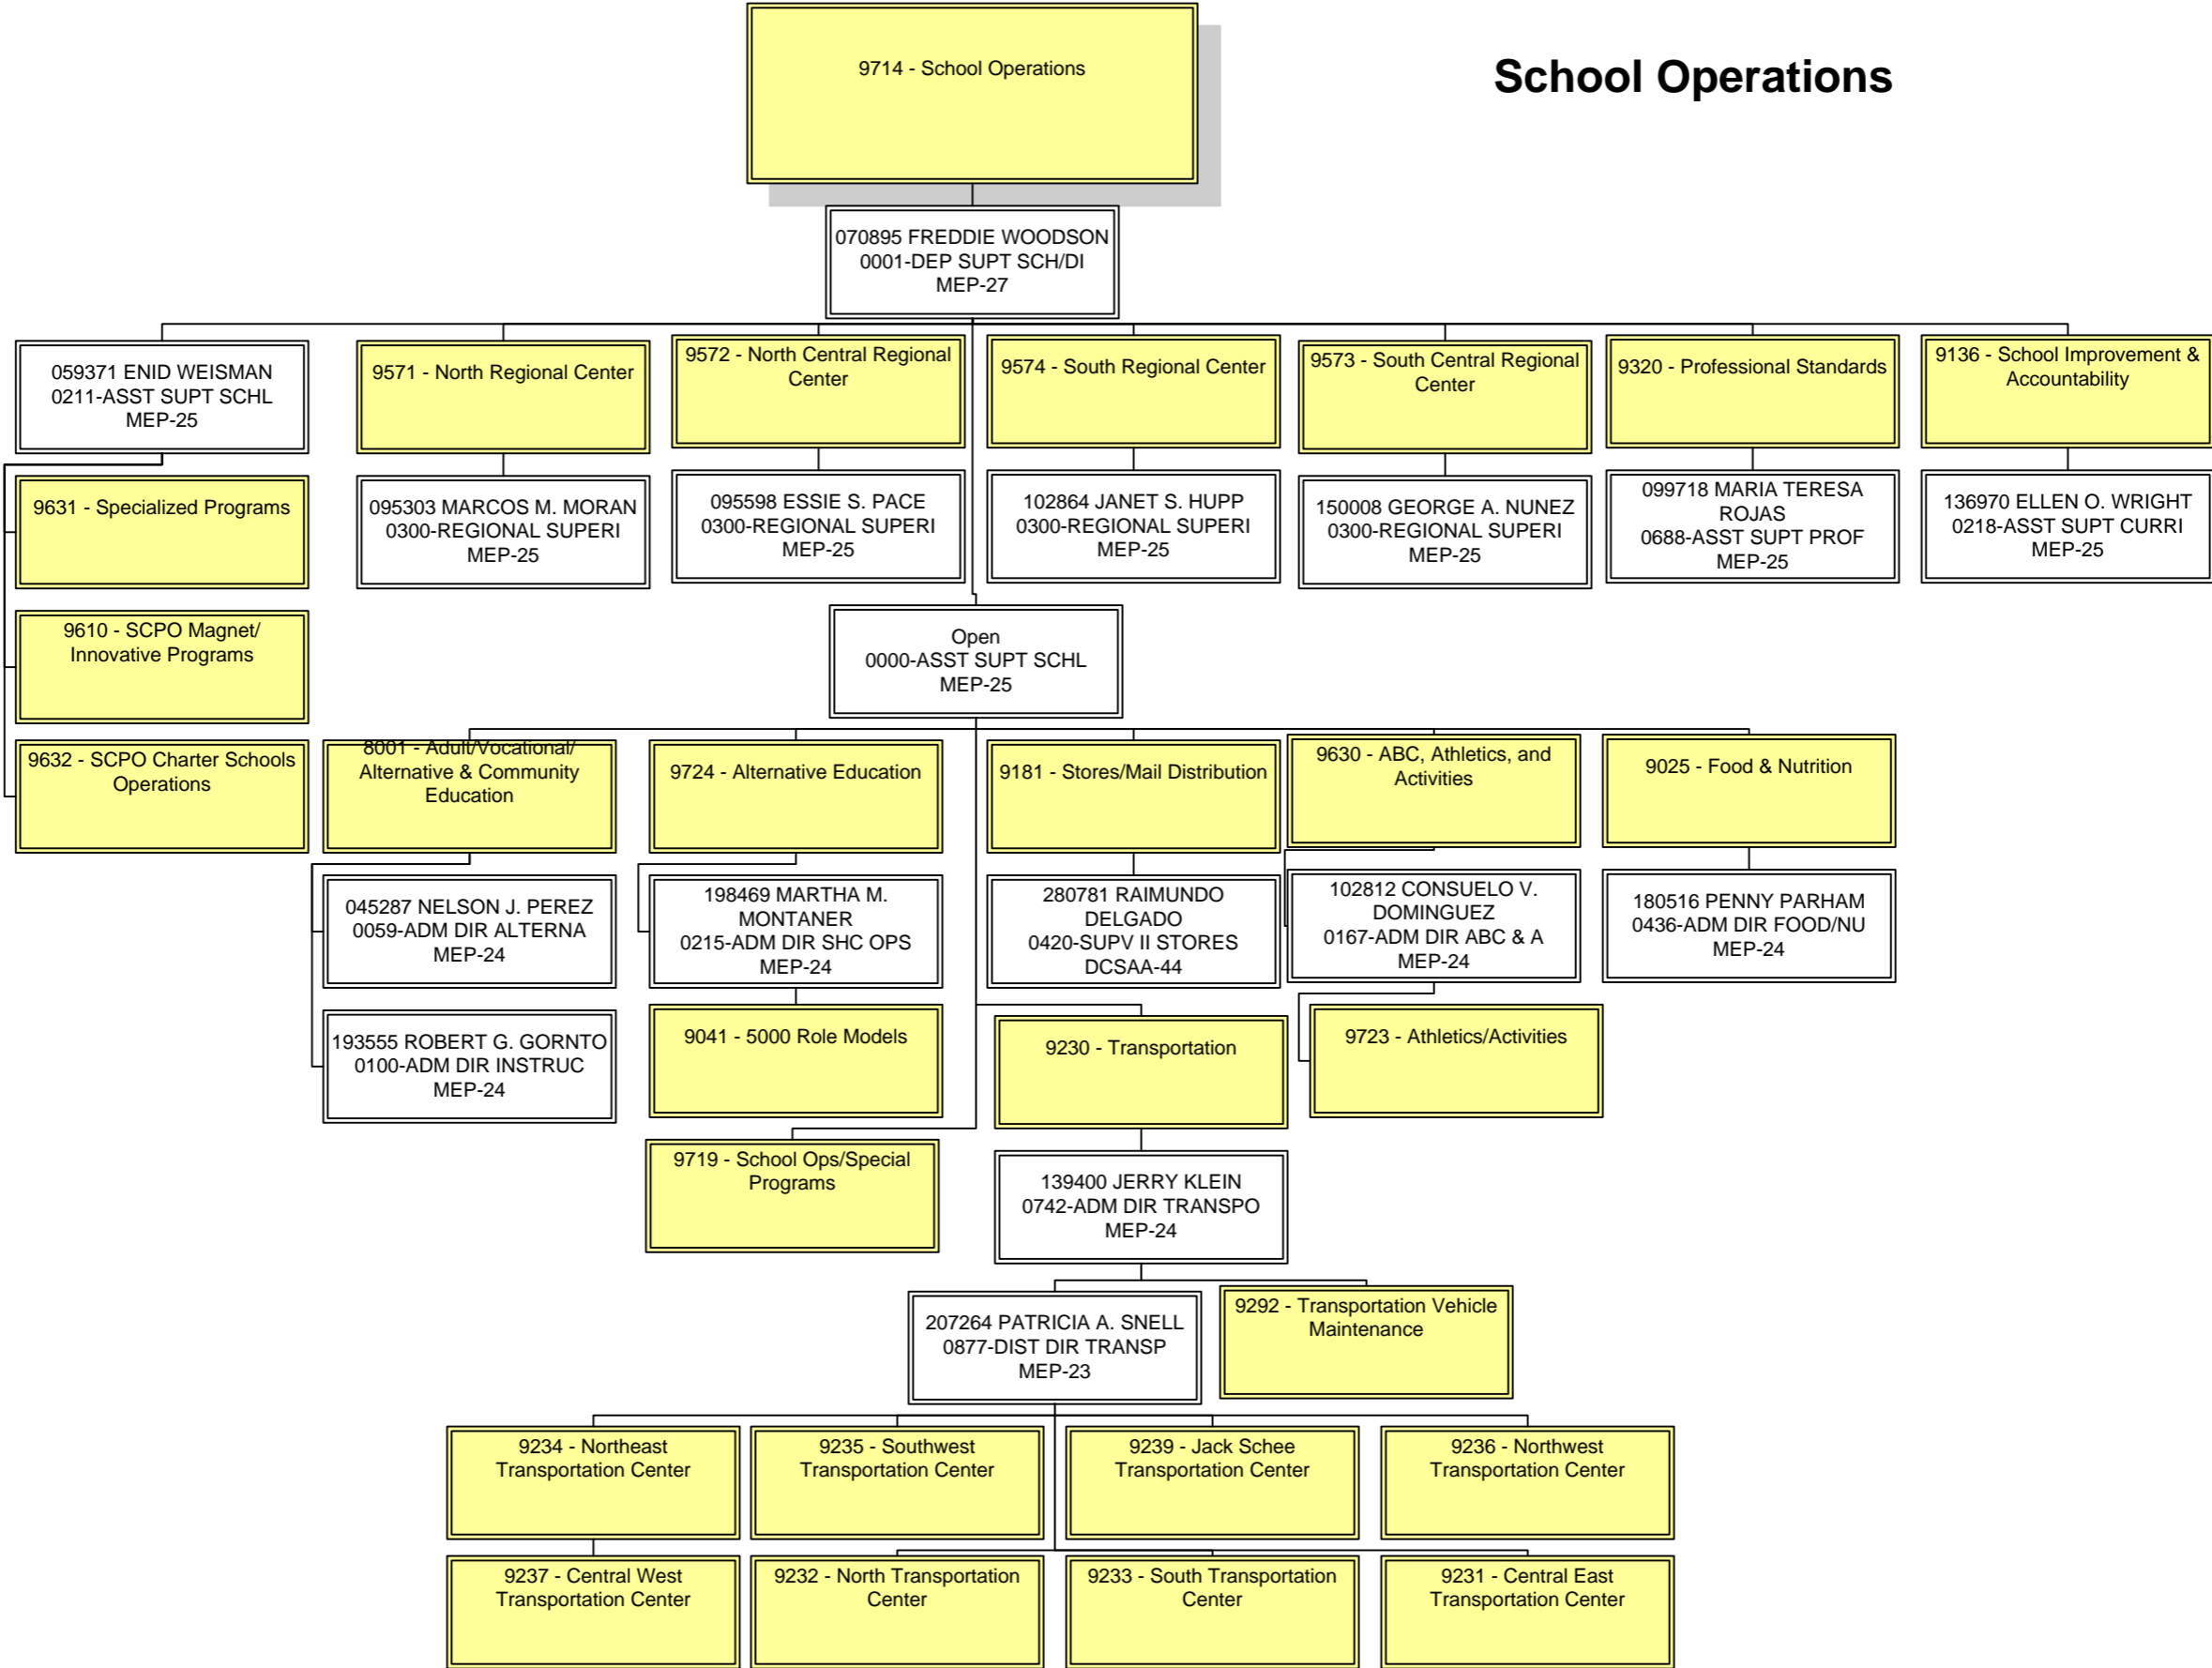 School Operations
9714 - School Operations
070895 FREDDIE WOODSON
0001-DEP SUPT SCH/DI
MEP-27
059371 ENID WEISMAN
0211-ASST SUPT SCHL
MEP-25
9571 - North Regional Center
9572 - North Central Regional
Center
9574 - South Regional Center
9573 - South Central Regional
Center
9320 - Professional Standards
9136 - School Improvement &
Accountability
9631 - Specialized Programs
095303 MARCOS M. MORAN
0300-REGIONAL SUPERI
MEP-25
095598 ESSIE S. PACE
0300-REGIONAL SUPERI
MEP-25
102864 JANET S. HUPP
0300-REGIONAL SUPERI
MEP-25
150008 GEORGE A. NUNEZ
0300-REGIONAL SUPERI
MEP-25
099718 MARIA TERESA
ROJAS
0688-ASST SUPT PROF
MEP-25
136970 ELLEN O. WRIGHT
0218-ASST SUPT CURRI
MEP-25
9610 - SCPO Magnet/
Innovative Programs
Open
0000-ASST SUPT SCHL
MEP-25
9632 - SCPO Charter Schools
Operations
8001 - Adult/Vocational/
Alternative & Community
Education
9724 - Alternative Education
9181 - Stores/Mail Distribution
9630 - ABC, Athletics, and
Activities
9025 - Food & Nutrition
045287 NELSON J. PEREZ
0059-ADM DIR ALTERNA
MEP-24
198469 MARTHA M.
MONTANER
0215-ADM DIR SHC OPS
MEP-24
280781 RAIMUNDO
DELGADO
0420-SUPV II STORES
DCSAA-44
102812 CONSUELO V.
DOMINGUEZ
0167-ADM DIR ABC & A
MEP-24
180516 PENNY PARHAM
0436-ADM DIR FOOD/NU
MEP-24
193555 ROBERT G. GORNTO
0100-ADM DIR INSTRUC
MEP-24
9041 - 5000 Role Models
9230 - Transportation
9723 - Athletics/Activities
9719 - School Ops/Special
Programs
139400 JERRY KLEIN
0742-ADM DIR TRANSPO
MEP-24
207264 PATRICIA A. SNELL
0877-DIST DIR TRANSP
MEP-23
9292 - Transportation Vehicle
Maintenance
9234 - Northeast
Transportation Center
9235 - Southwest
Transportation Center
9239 - Jack Schee
Transportation Center
9236 - Northwest
Transportation Center
9237 - Central West
Transportation Center
9232 - North Transportation
Center
9233 - South Transportation
Center
9231 - Central East
Transportation Center